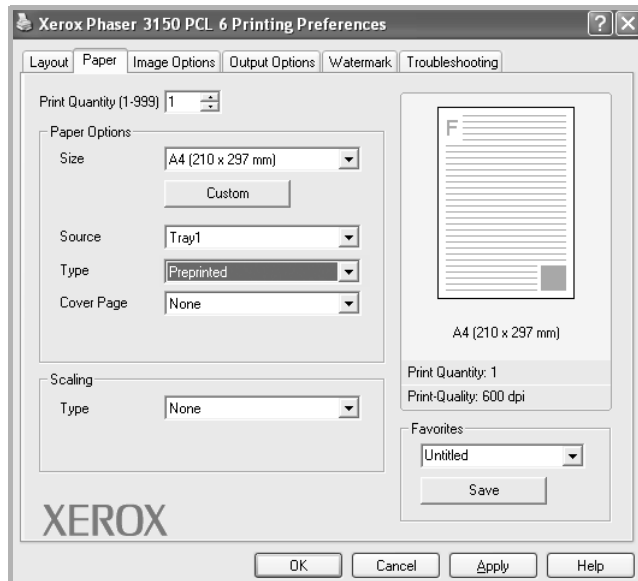 Xerox Phaser 3150 PCL 6 Printing Preferences
Layout Paper Image Options Output Options Watermark Troubleshooting
Print Quantity (1-999) 1
Paper Options
Size A4 (210 x 297 mm)
Custom
Source Tray1
Type Preprinted
Cover Page None
Scaling
Type None
F
A4 (210 x 297 mm)
Print Quantity: 1
Print-Quality: 600 dpi
Favorites
Untitled
Save
XEROX
OK Cancel Apply Help